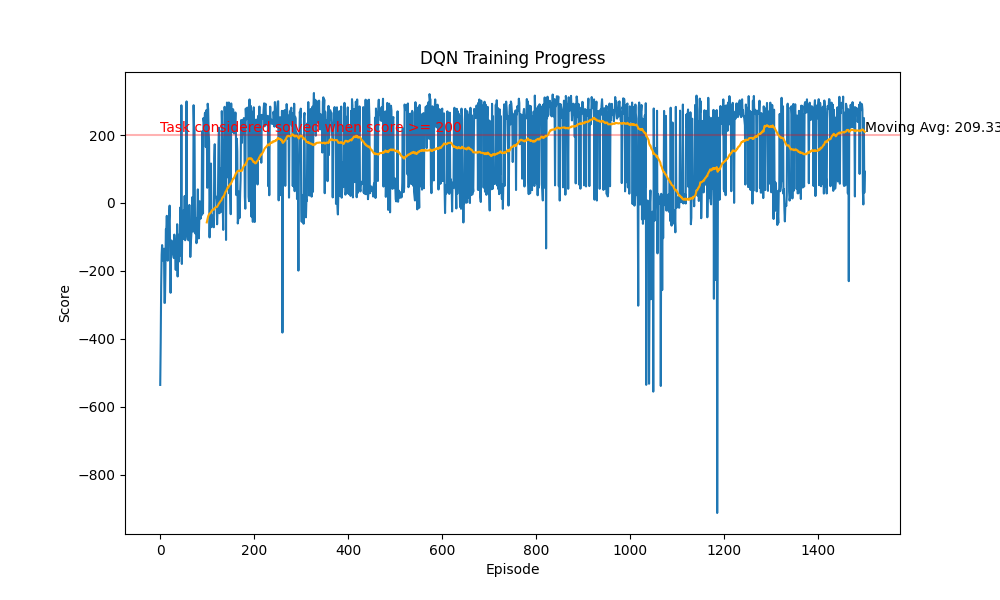 DQN Training Progress
Task considered solved when score >= 200
Moving Avg: 209.33
Score
200
0
−200
−400
−600
−800
0 200 400 600 800 1000 1200 1400
Episode